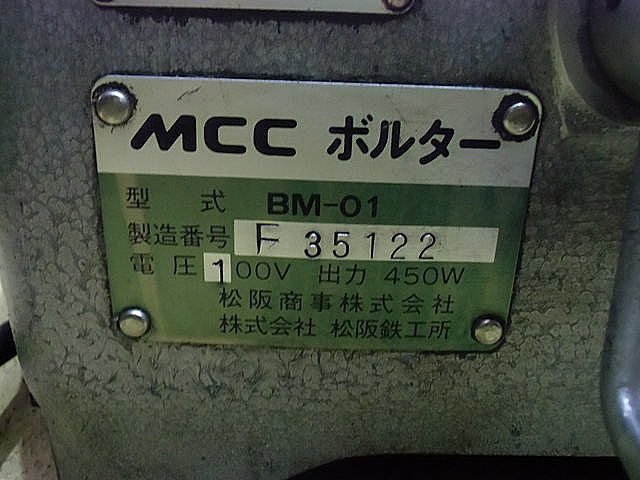 MCC ボルター
型 式 BM-01
製造番号 F 35122
電 圧 100V 出力 450W
松阪商事株式会社
株式会社 松阪鉄工所